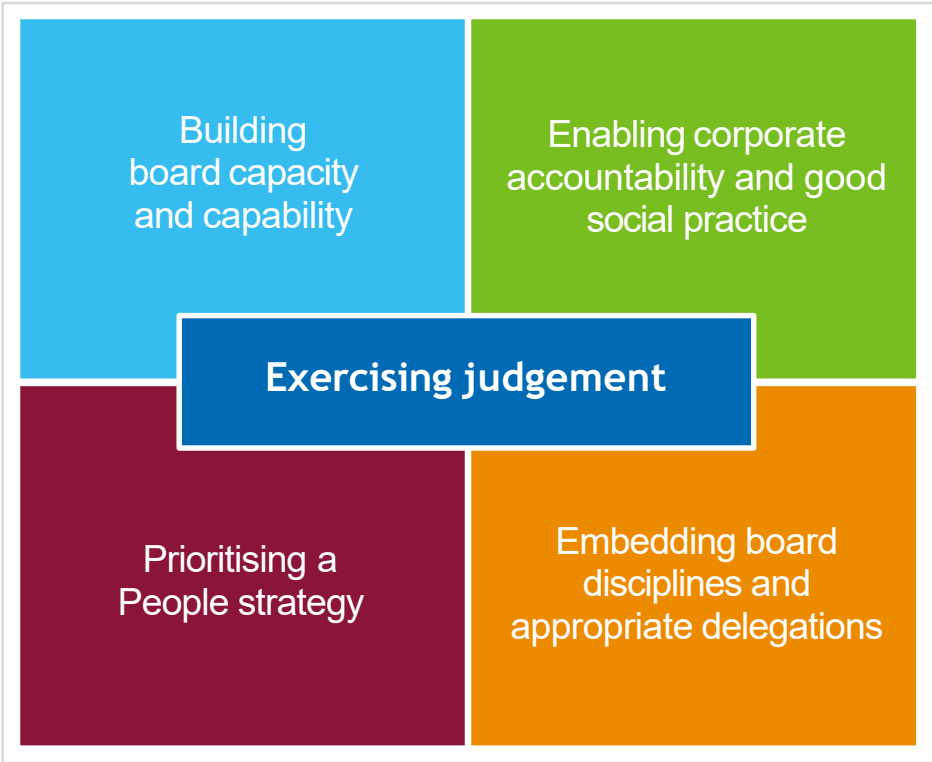 Building
board capacity
and capability
Enabling corporate
accountability and good
social practice
Exercising judgement
Prioritising a
People strategy
Embedding board
disciplines and
appropriate delegations